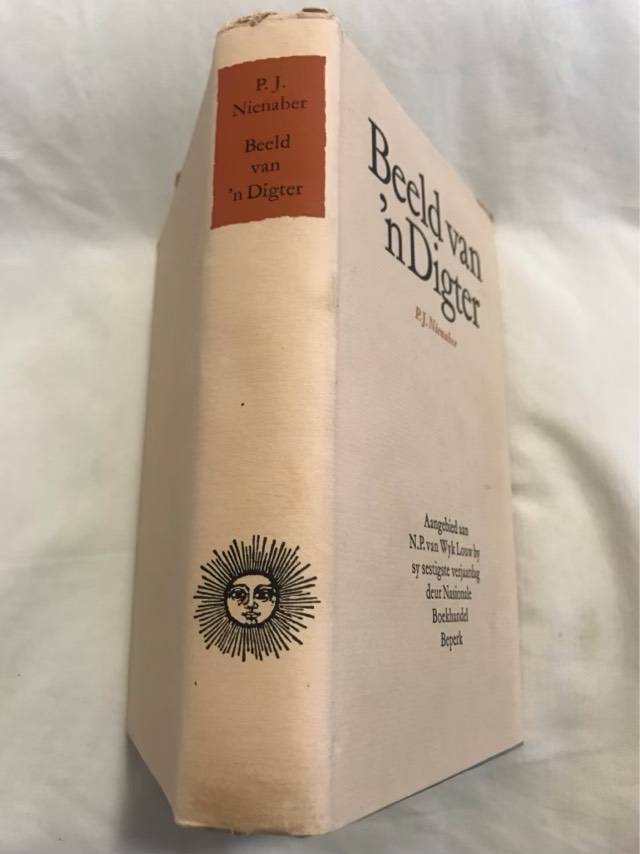 P. J.
Nienaber
Beeld
van
'n Digter
Beeld van
'n Digter
P.J. Nienaber
Aangebied aan
N.P. van Wyk Louw by
sy sestigste verjaardag
deur Nasionale
Boekhandel
Beperk